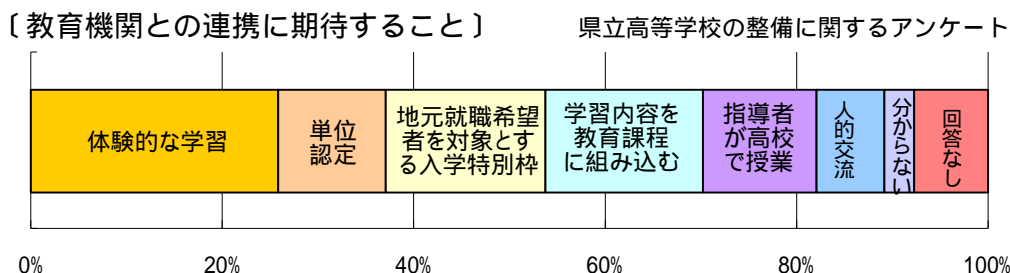 〔教育機関との連携に期待すること〕
県立高等学校の整備に関するアンケート
体験的な学習
単位
認定
地元就職希望
者を対象とす
る入学特別枠
学習内容を
教育課程
に組み込む
指導者
が高校
で授業
人的交流
分からない
回答なし
0%
20%
40%
60%
80%
100%